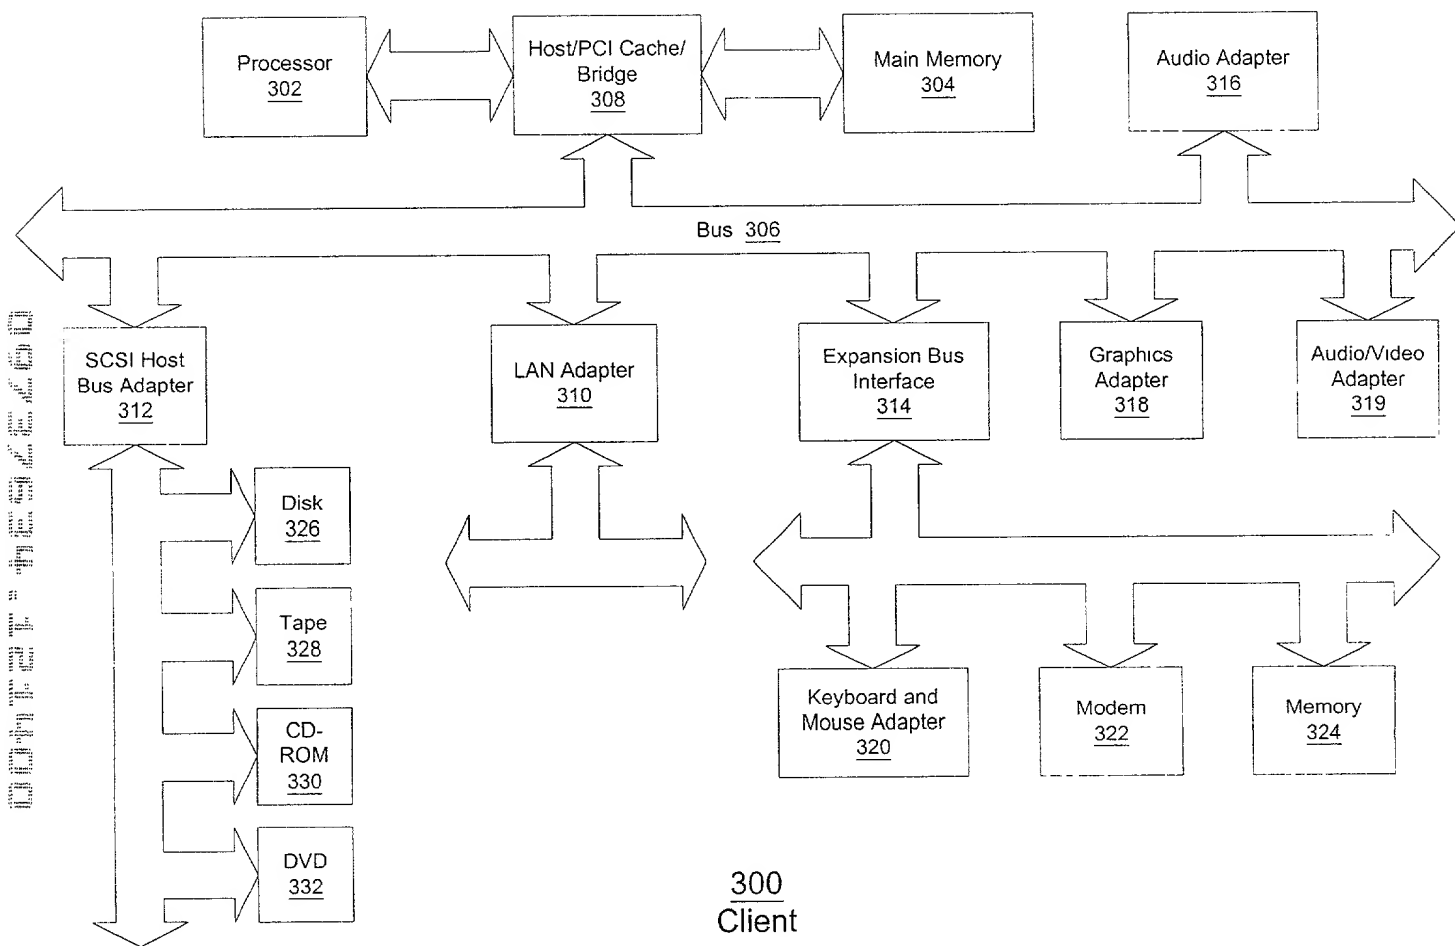 Processor
302
Host/PCI Cache/
Bridge
308
Main Memory
304
Audio Adapter
316
Bus 306
SCSI Host
Bus Adapter
312
LAN Adapter
310
Expansion Bus
Interface
314
Graphics
Adapter
318
Audio/Video
Adapter
319
Disk
326
Tape
328
CD-
ROM
330
DVD
332
Keyboard and
Mouse Adapter
320
Modem
322
Memory
324
300
Client